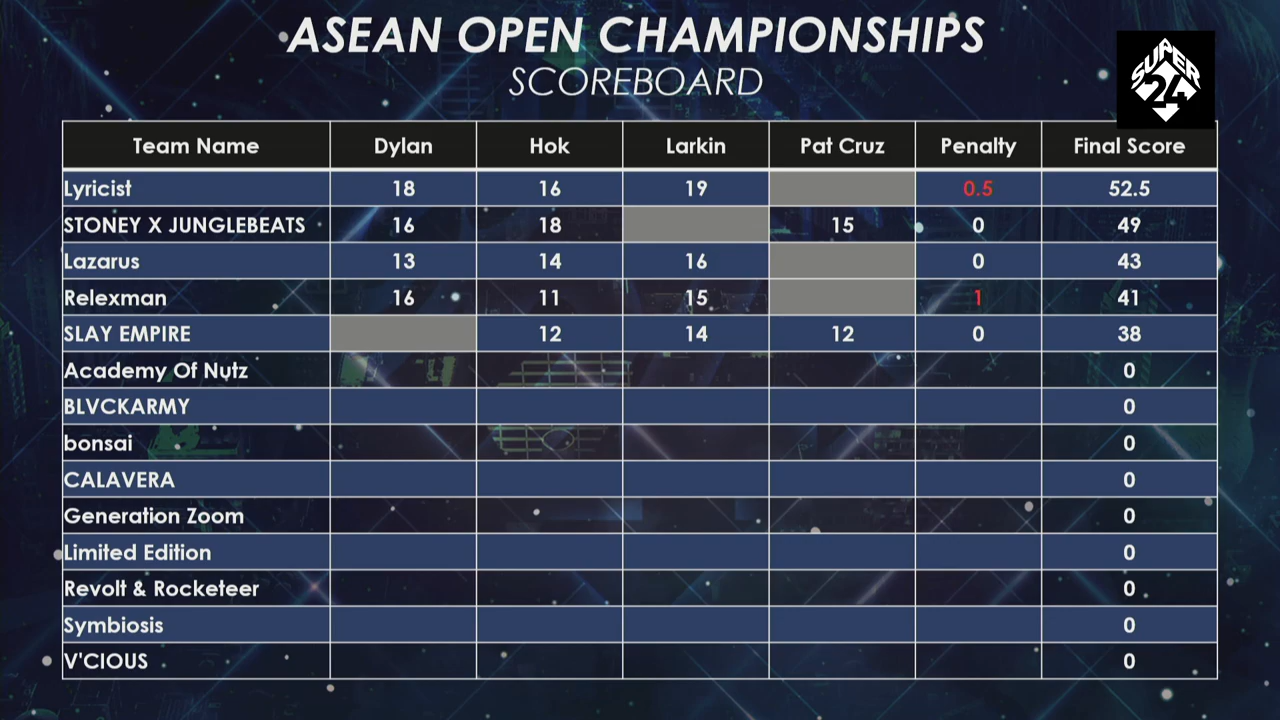 ASEAN OPEN CHAMPIONSHIPS
SCOREBOARD
SUPER
24
Team Name Dylan Hok Larkin Pat Cruz Penalty Final Score
Lyricist 18 16 19 0.5 52.5
STONEY X JUNGLEBEATS 16 18 15 0 49
Lazarus 13 14 16 0 43
Relexman 16 11 15 1 41
SLAY EMPIRE 12 14 12 0 38
Academy Of Nutz 0
BLVCKARMY 0
bonsai 0
CALAVERA 0
Generation Zoom 0
Limited Edition 0
Revolt & Rocketeer 0
Symbiosis 0
V'CIOUS 0